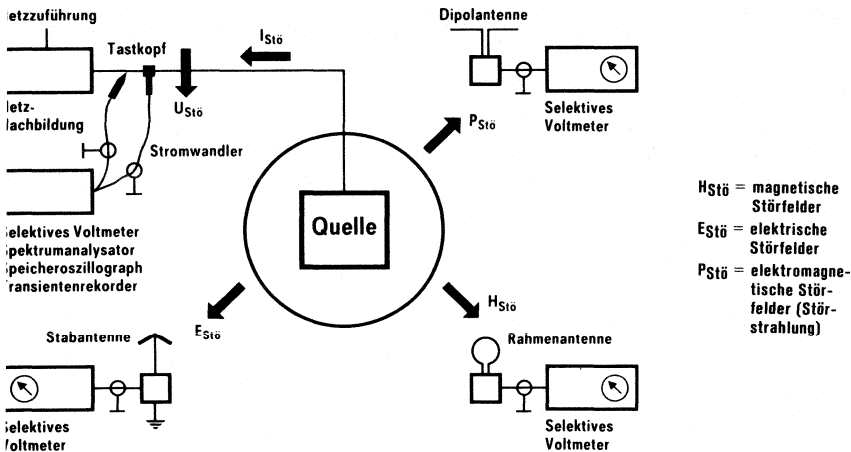 etzzuführung
Tastkopf
IStö
UStö
etz-
achbildung
Stromwandler
elektives Voltmeter
pektrumanalysator
peicheroszillograph
ransientenrekorder
Dipolantenne
Selektives
Voltmeter
PStö
Quelle
EStö
HStö
Stabantenne
elektives
oltmeter
Rahmenantenne
Selektives
Voltmeter
HStö = magnetische
Störfelder
EStö = elektrische
Störfelder
PStö = elektromagne-
tische Stör-
felder (Stör-
strahlung)